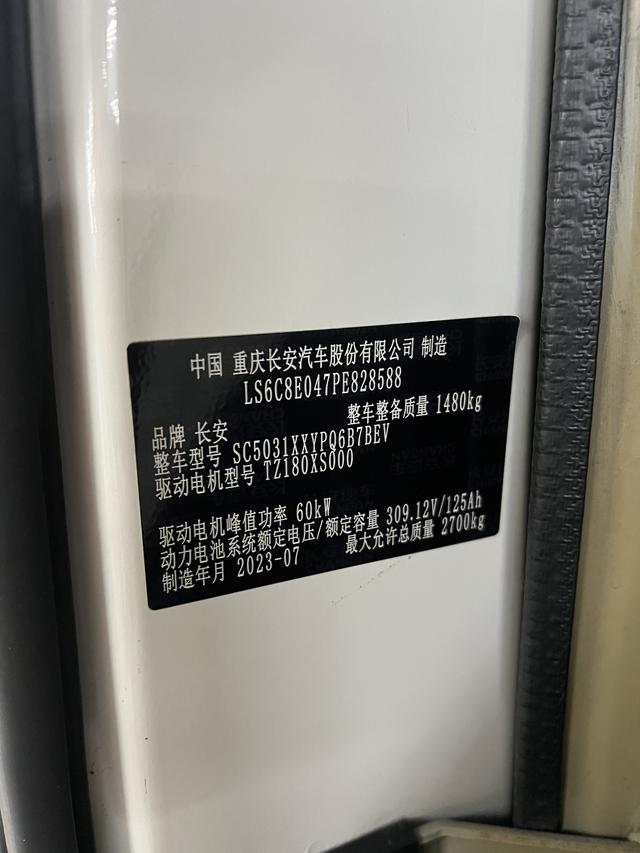 中国 重庆长安汽车股份有限公司 制造
LS6C8E047PE828588
品牌 长安 整车整备质量 1480kg
整车型号 SC5031XXYPQ6B7BEV
驱动电机型号 TZ180XS000
驱动电机峰值功率 60kW
动力电池系统额定电压/额定容量 309.12V/125Ah
制造年月 2023-07 最大允许总质量 2700kg